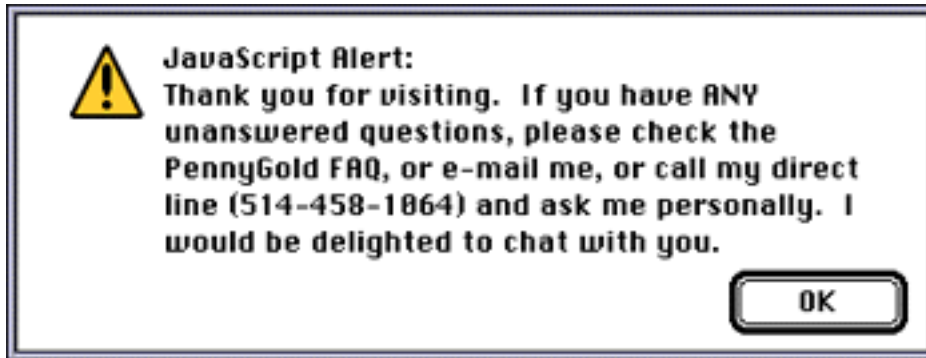 JavaScript Alert:
Thank you for visiting.  If you have ANY
unanswered questions, please check the
PennyGold FAQ, or e-mail me, or call my direct
line (514-458-1064) and ask me personally.  I
would be delighted to chat with you.
OK